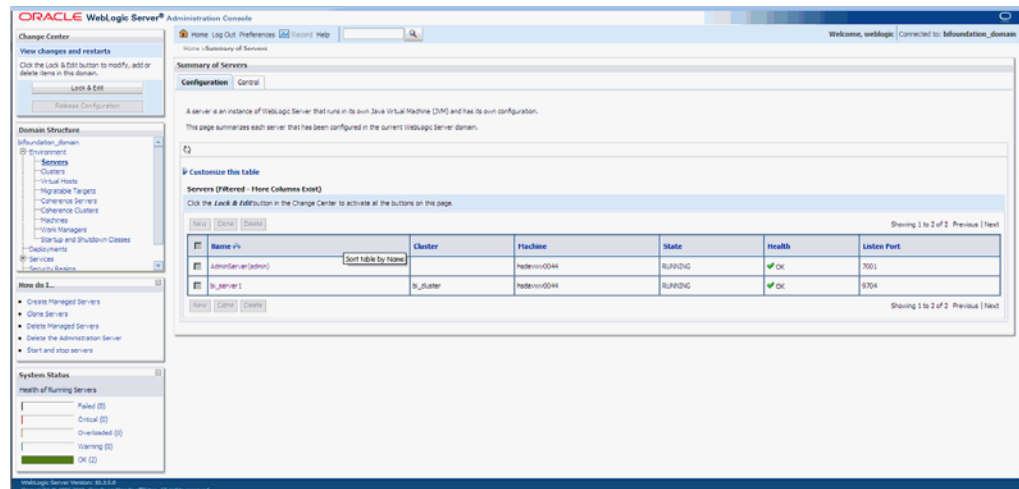 ORACLE WebLogic Server® Administration Console
Change Center
View changes and restarts
Click the Lock & Edit button to modify, add or
delete items in this domain.
Lock & Edit
Release Configuration
Domain Structure
bifoundation_domain
Environment
Servers
Clusters
Virtual Hosts
Migratable Targets
Coherence Servers
Coherence Clusters
Machines
Work Managers
Startup and Shutdown Classes
Deployments
Services
Security Realms
How do I...
Create Managed Servers
Clone Servers
Delete Managed Servers
Delete the Administration Server
Start and stop servers
System Status
Health of Running Servers
Failed (0)
Critical (0)
Overloaded (0)
Warning (0)
OK (2)
Home Log Out Preferences Record Help
Welcome, weblogic Connected to: bifoundation_domain
Home >Summary of Servers
Summary of Servers
Configuration Control
A server is an instance of WebLogic Server that runs in its own Java Virtual Machine (JVM) and has its own configuration.
This page summarizes each server that has been configured in the current WebLogic Server domain.
Customize this table
Servers (Filtered - More Columns Exist)
Click the Lock & Edit button in the Change Center to activate all the buttons on this page.
New Clone Delete Showing 1 to 2 of 2 Previous | Next
Name Cluster Machine State Health Listen Port
Sort table by Name
AdminServer(admin) RUNNING OK 7001
bi_server1 bi_cluster RUNNING OK 9704
New Clone Delete Showing 1 to 2 of 2 Previous | Next
WebLogic Server Version: 10.3.5.0